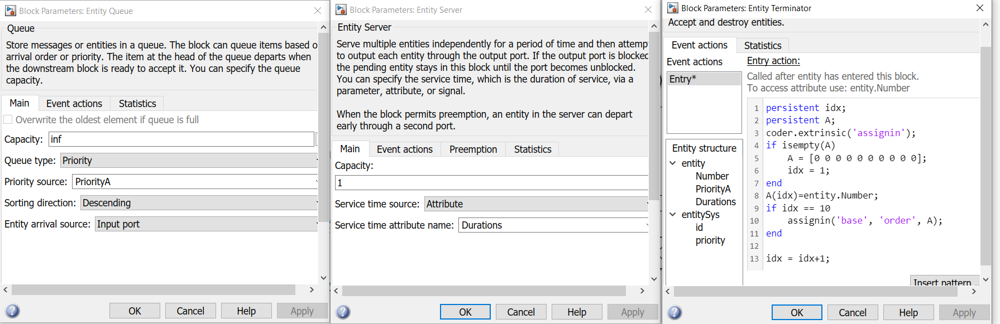 Block Parameters: Entity Queue
Queue
Store messages or entities in a queue. The block can queue items based o
arrival order or priority. The item at the head of the queue departs when
the downstream block is ready to accept it. You can specify the queue
capacity.
Main Event actions Statistics
Overwrite the oldest element if queue is full
Capacity: inf
Queue type: Priority
Priority source: PriorityA
Sorting direction: Descending
Entity arrival source: Input port
OK Cancel Help Apply
Block Parameters: Entity Server
Entity Server
Serve multiple entities independently for a period of time and then attemp
to output each entity through the output port. If the output port is blocked
the pending entity stays in this block until the port becomes unblocked.
You can specify the service time, which is the duration of service, via a
parameter, attribute, or signal.
When the block permits preemption, an entity in the server can depart
early through a second port.
Main Event actions Preemption Statistics
Capacity:
1
Service time source: Attribute
Service time attribute name: Durations
OK Cancel Help Apply
Block Parameters: Entity Terminator
Accept and destroy entities.
Event actions Statistics
Event actions
Entry*
Entity structure
entity
Number
PriorityA
Durations
entitySys
id
priority
Entry action:
Called after entity has entered this block.
To access attribute use: entity.Number
1 persistent idx;
2 persistent A;
3 coder.extrinsic('assignin');
4 if isempty(A)
5 A = [0 0 0 0 0 0 0 0 0 0];
6 idx = 1;
7 end
8 A(idx)=entity.Number;
9 if idx == 10
10 assignin('base', 'order', A);
11 end
12
13 idx = idx+1;
Insert pattern ...
OK Cancel Help Apply